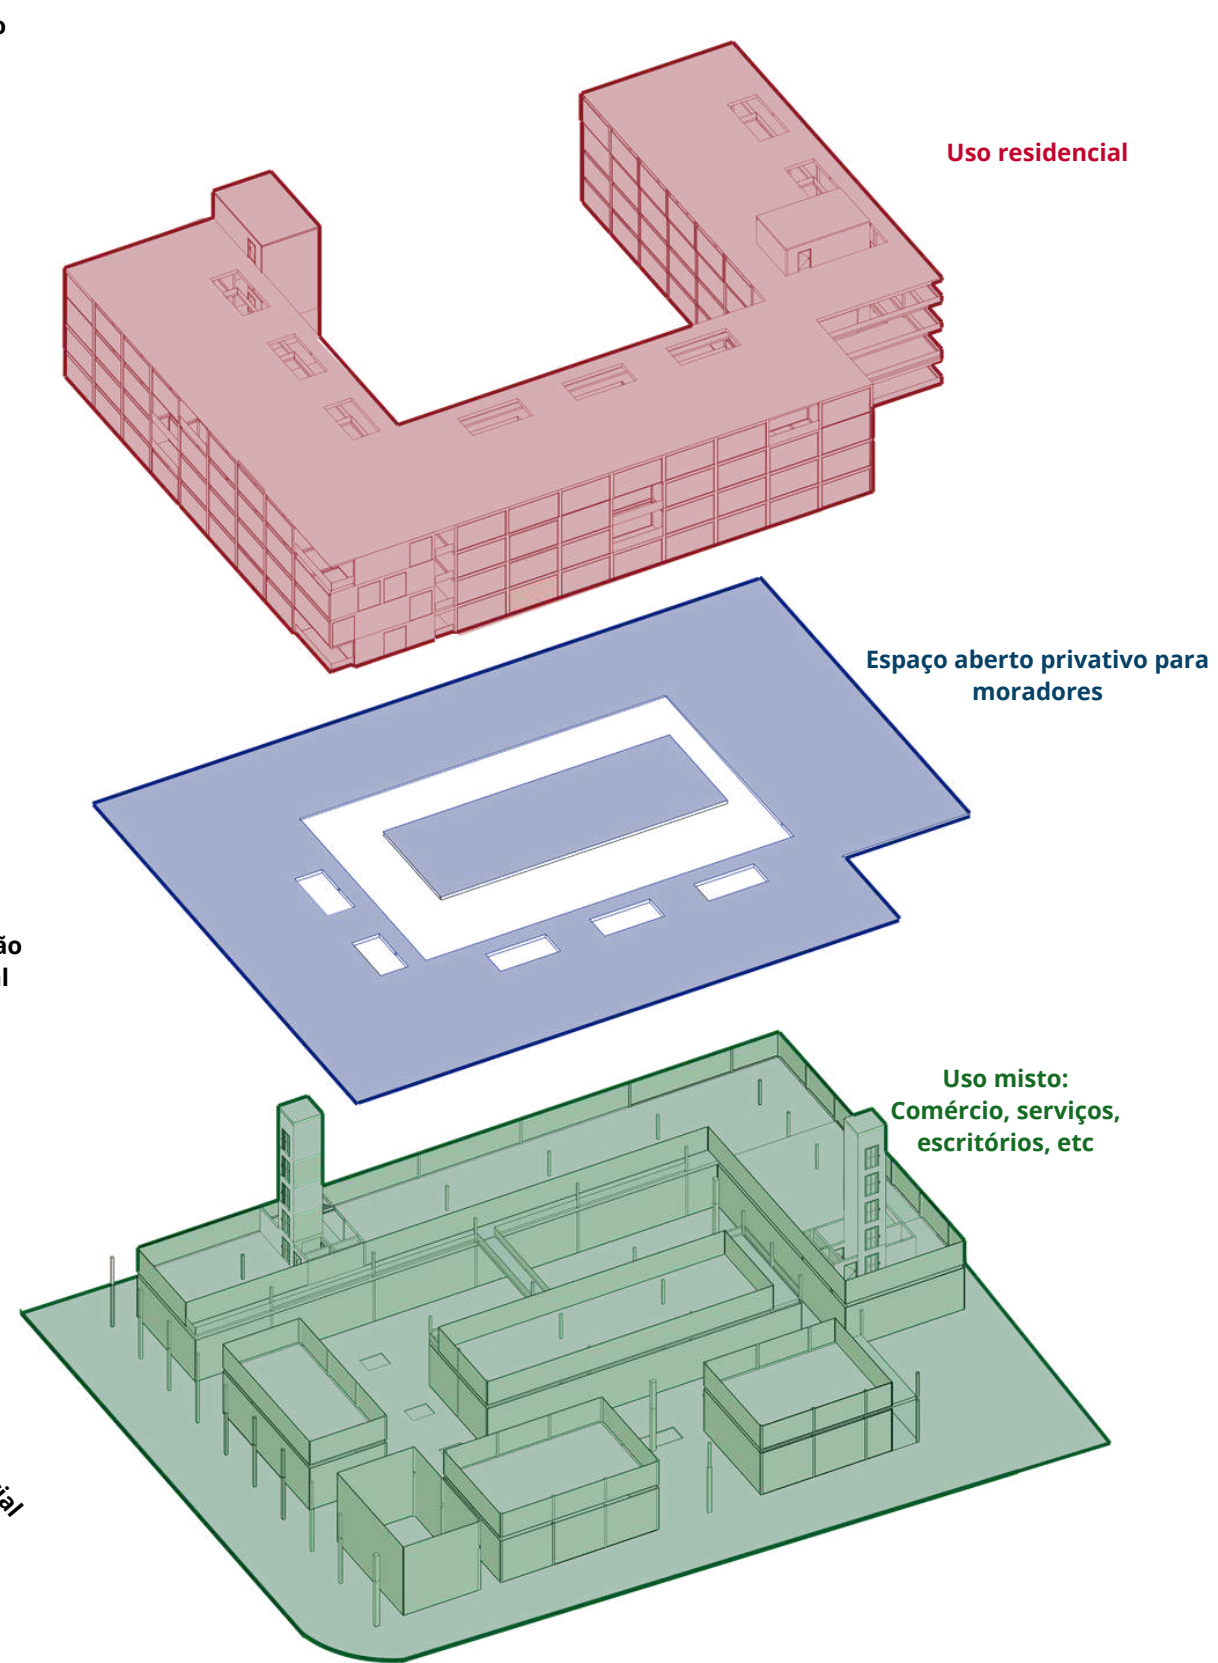 Uso residencial
Espaço aberto privativo para
moradores
Uso misto:
Comércio, serviços,
escritórios, etc